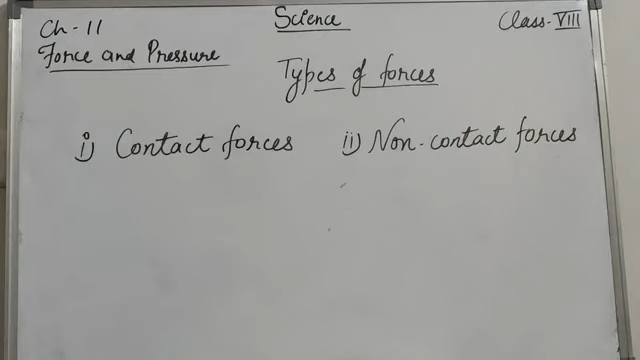 Ch-11
Science
Class-VIII
Force and Pressure
Types of forces
i) Contact forces
ii) Non-contact forces